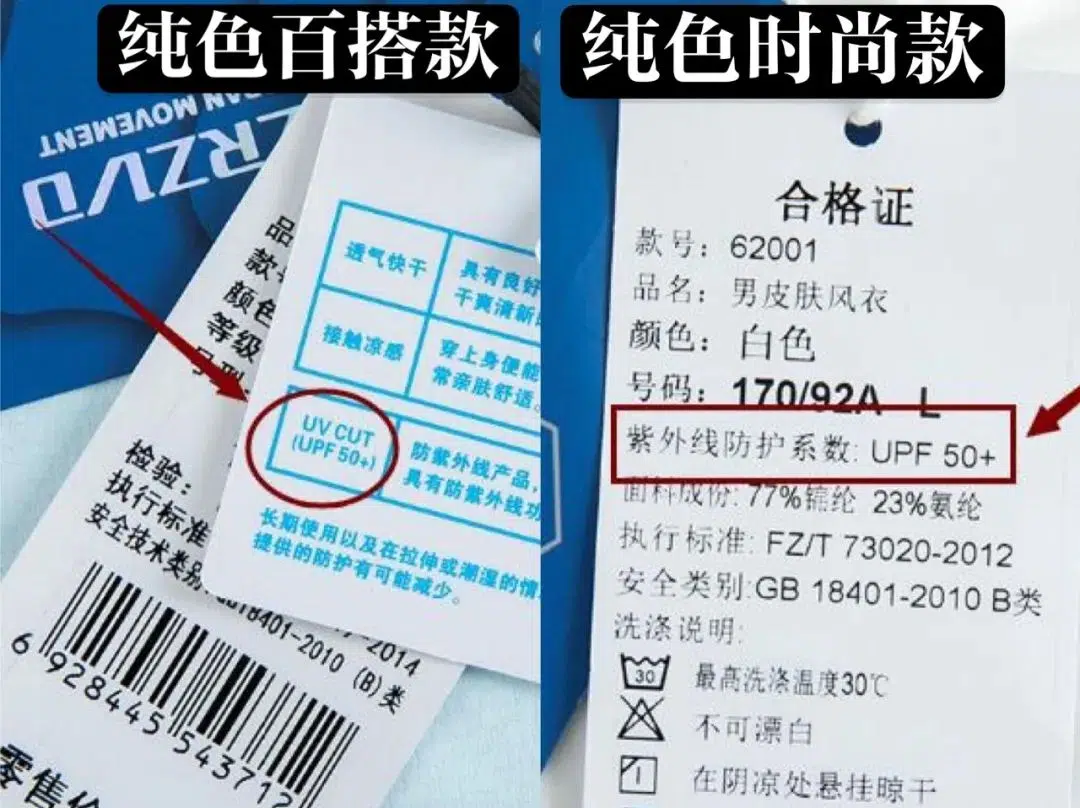 纯色百搭款
RZVO
AN MOVEMENT
品
款
颜色
等级
号型
检验:
执行标准
安全技术类别
-2014
18401-2010 (B)类
6 928445 543712
零售价
透气快干
具有良好
干爽清新
接触凉感
穿上身便能
常亲肤舒适。
UV CUT
(UPF 50+)
防紫外线产品,
具有防紫外线功
长期使用以及在拉伸或潮湿的情
提供的防护有可能减少。
纯色时尚款
合格证
款号: 62001
品名: 男皮肤风衣
颜色: 白色
号码: 170/92A L
紫外线防护系数: UPF 50+
面料成份: 77%锦纶 23%氨纶
执行标准: FZ/T 73020-2012
安全类别: GB 18401-2010 B类
洗涤说明:
30
最高洗涤温度30℃
不可漂白
在阴凉处悬挂晾干